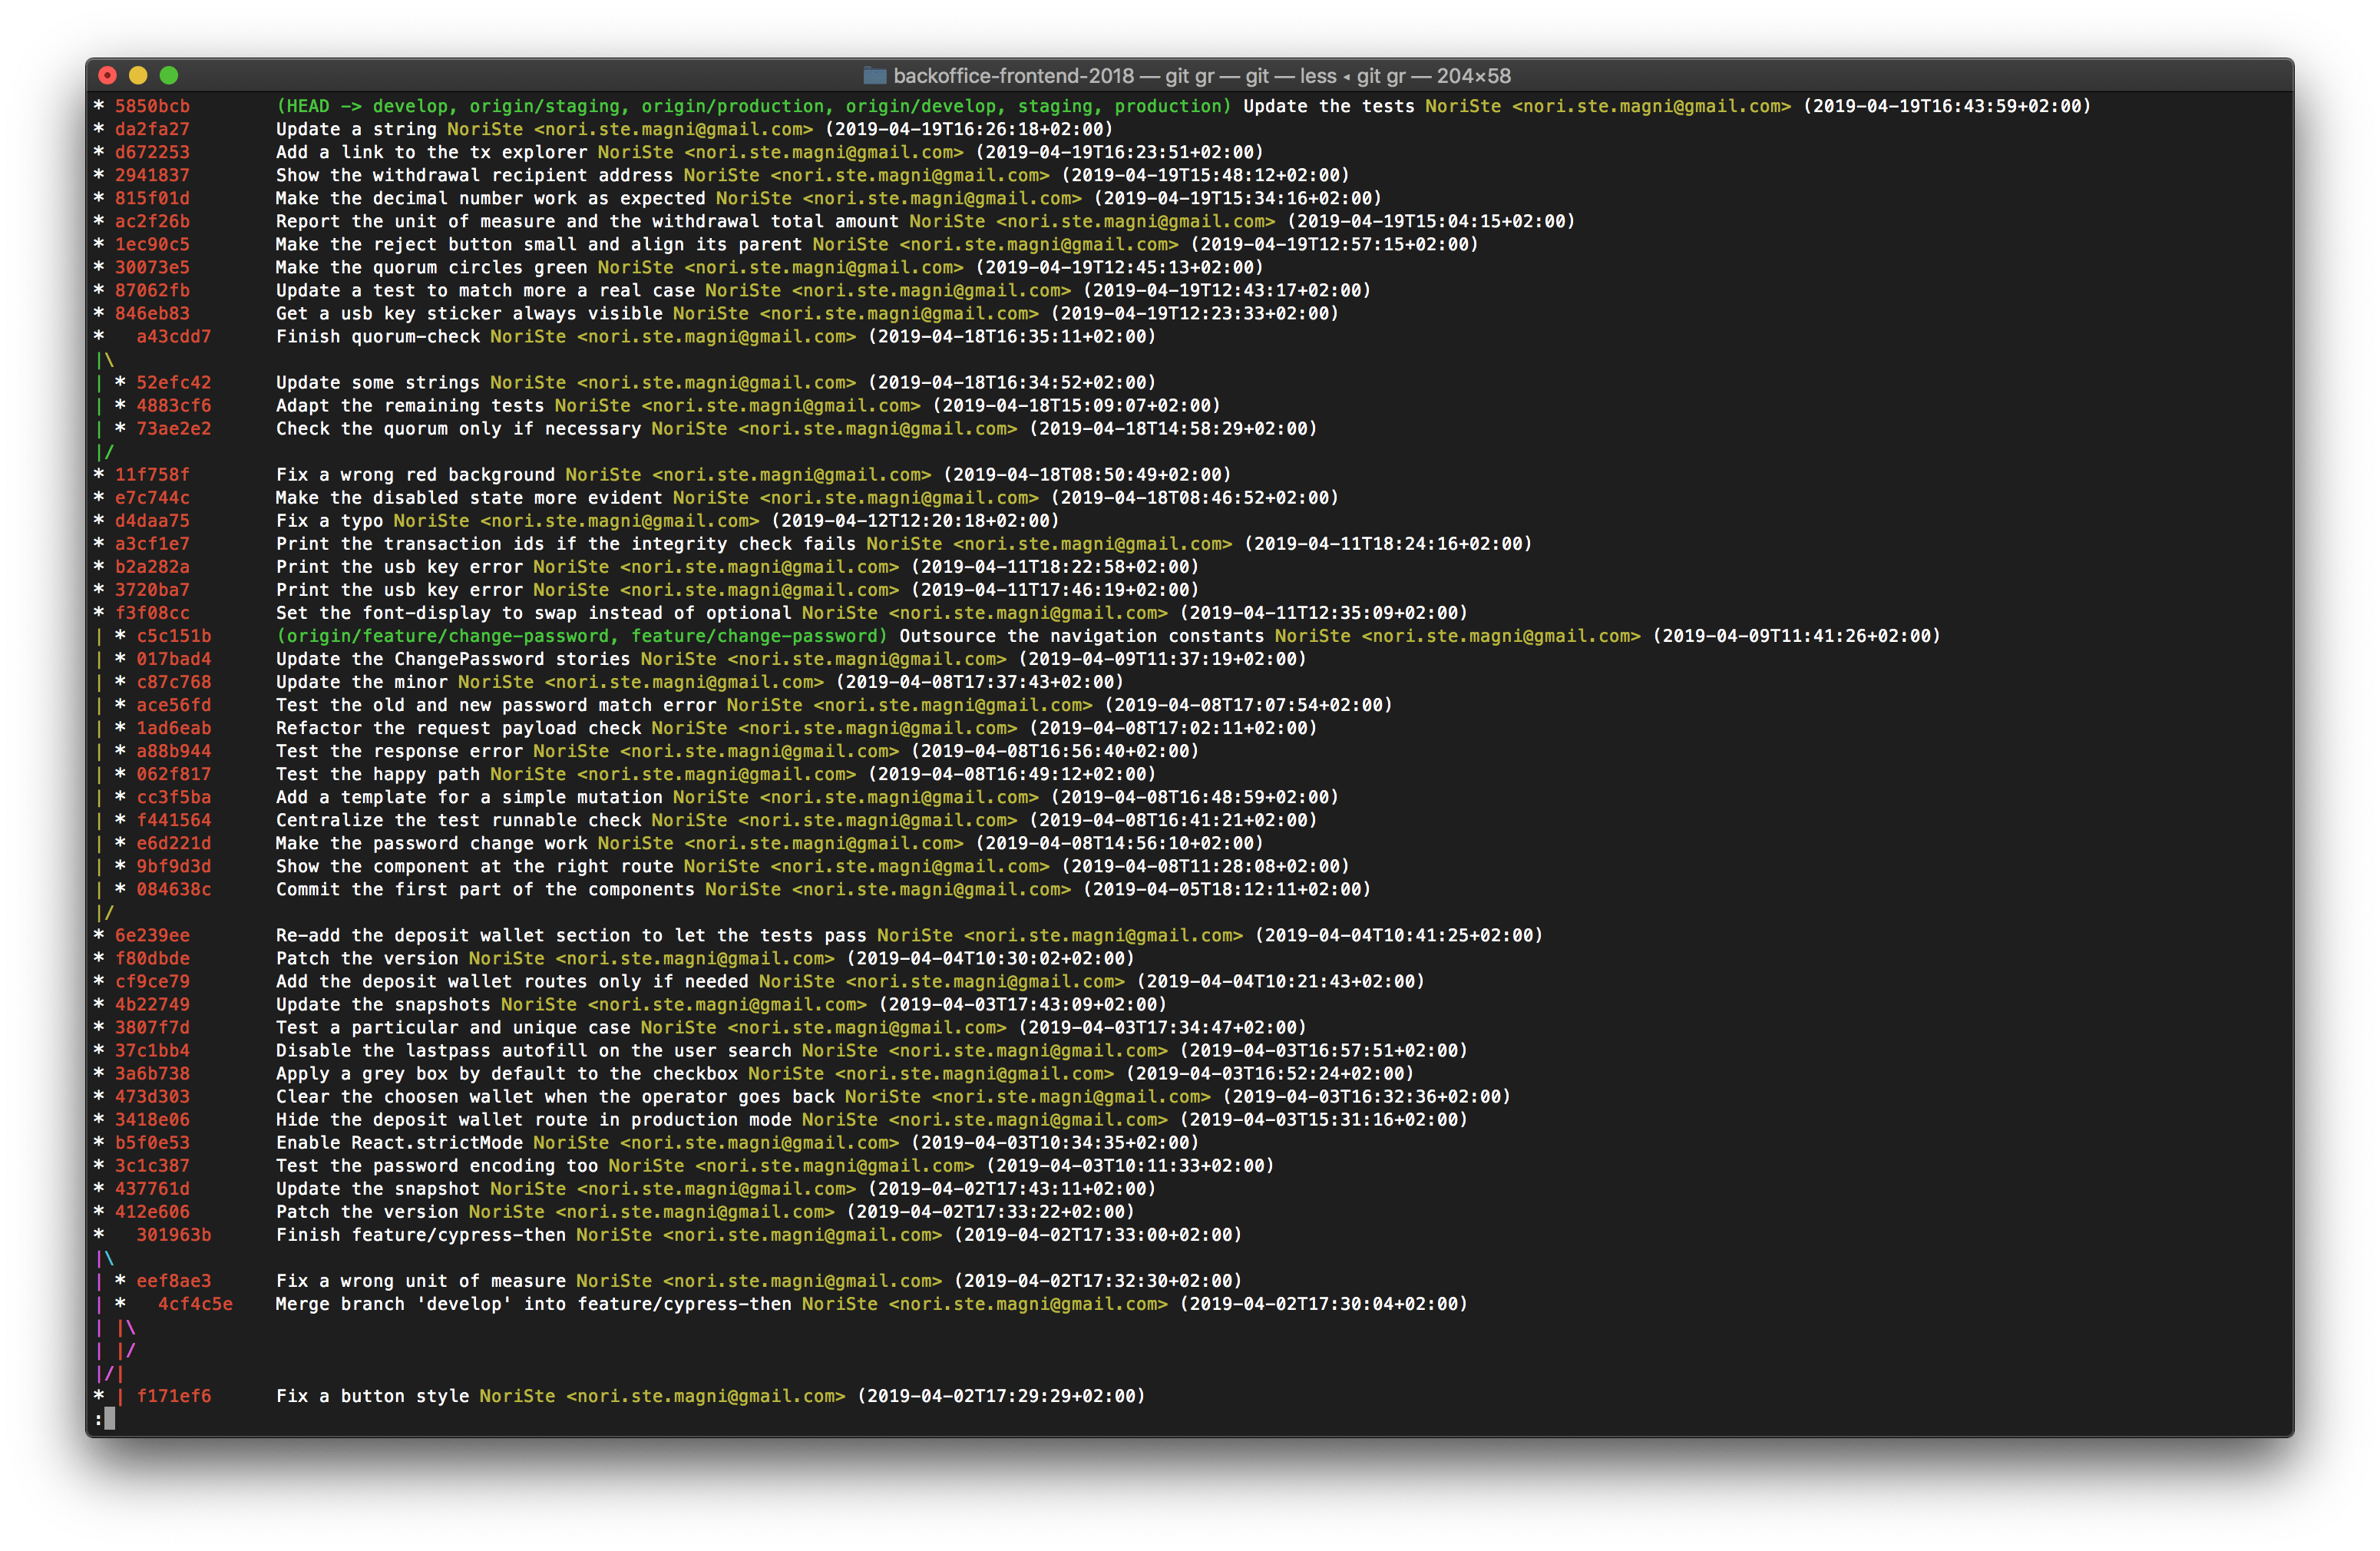 backoffice-frontend-2018 — git gr — git — less ◂ git gr — 204×58
* 5850bcb        (HEAD -> develop, origin/staging, origin/production, origin/develop, staging, production) Update the tests NoriSte <nori.ste.magni@gmail.com> (2019-04-19T16:43:59+02:00)
* da2fa27        Update a string NoriSte <nori.ste.magni@gmail.com> (2019-04-19T16:26:18+02:00)
* d672253        Add a link to the tx explorer NoriSte <nori.ste.magni@gmail.com> (2019-04-19T16:23:51+02:00)
* 2941837        Show the withdrawal recipient address NoriSte <nori.ste.magni@gmail.com> (2019-04-19T15:48:12+02:00)
* 815f01d        Make the decimal number work as expected NoriSte <nori.ste.magni@gmail.com> (2019-04-19T15:34:16+02:00)
* ac2f26b        Report the unit of measure and the withdrawal total amount NoriSte <nori.ste.magni@gmail.com> (2019-04-19T15:04:15+02:00)
* 1ec90c5        Make the reject button small and align its parent NoriSte <nori.ste.magni@gmail.com> (2019-04-19T12:57:15+02:00)
* 30073e5        Make the quorum circles green NoriSte <nori.ste.magni@gmail.com> (2019-04-19T12:45:13+02:00)
* 87062fb        Update a test to match more a real case NoriSte <nori.ste.magni@gmail.com> (2019-04-19T12:43:17+02:00)
* 846eb83        Get a usb key sticker always visible NoriSte <nori.ste.magni@gmail.com> (2019-04-19T12:23:33+02:00)
*   a43cdd7      Finish quorum-check NoriSte <nori.ste.magni@gmail.com> (2019-04-18T16:35:11+02:00)
|\
| * 52efc42      Update some strings NoriSte <nori.ste.magni@gmail.com> (2019-04-18T16:34:52+02:00)
| * 4883cf6      Adapt the remaining tests NoriSte <nori.ste.magni@gmail.com> (2019-04-18T15:09:07+02:00)
| * 73ae2e2      Check the quorum only if necessary NoriSte <nori.ste.magni@gmail.com> (2019-04-18T14:58:29+02:00)
|/
* 11f758f        Fix a wrong red background NoriSte <nori.ste.magni@gmail.com> (2019-04-18T08:50:49+02:00)
* e7c744c        Make the disabled state more evident NoriSte <nori.ste.magni@gmail.com> (2019-04-18T08:46:52+02:00)
* d4daa75        Fix a typo NoriSte <nori.ste.magni@gmail.com> (2019-04-12T12:20:18+02:00)
* a3cf1e7        Print the transaction ids if the integrity check fails NoriSte <nori.ste.magni@gmail.com> (2019-04-11T18:24:16+02:00)
* b2a282a        Print the usb key error NoriSte <nori.ste.magni@gmail.com> (2019-04-11T18:22:58+02:00)
* 3720ba7        Print the usb key error NoriSte <nori.ste.magni@gmail.com> (2019-04-11T17:46:19+02:00)
* f3f08cc        Set the font-display to swap instead of optional NoriSte <nori.ste.magni@gmail.com> (2019-04-11T12:35:09+02:00)
| * c5c151b      (origin/feature/change-password, feature/change-password) Outsource the navigation constants NoriSte <nori.ste.magni@gmail.com> (2019-04-09T11:41:26+02:00)
| * 017bad4      Update the ChangePassword stories NoriSte <nori.ste.magni@gmail.com> (2019-04-09T11:37:19+02:00)
| * c87c768      Update the minor NoriSte <nori.ste.magni@gmail.com> (2019-04-08T17:37:43+02:00)
| * ace56fd      Test the old and new password match error NoriSte <nori.ste.magni@gmail.com> (2019-04-08T17:07:54+02:00)
| * 1ad6eab      Refactor the request payload check NoriSte <nori.ste.magni@gmail.com> (2019-04-08T17:02:11+02:00)
| * a88b944      Test the response error NoriSte <nori.ste.magni@gmail.com> (2019-04-08T16:56:40+02:00)
| * 062f817      Test the happy path NoriSte <nori.ste.magni@gmail.com> (2019-04-08T16:49:12+02:00)
| * cc3f5ba      Add a template for a simple mutation NoriSte <nori.ste.magni@gmail.com> (2019-04-08T16:48:59+02:00)
| * f441564      Centralize the test runnable check NoriSte <nori.ste.magni@gmail.com> (2019-04-08T16:41:21+02:00)
| * e6d221d      Make the password change work NoriSte <nori.ste.magni@gmail.com> (2019-04-08T14:56:10+02:00)
| * 9bf9d3d      Show the component at the right route NoriSte <nori.ste.magni@gmail.com> (2019-04-08T11:28:08+02:00)
| * 084638c      Commit the first part of the components NoriSte <nori.ste.magni@gmail.com> (2019-04-05T18:12:11+02:00)
|/
* 6e239ee        Re-add the deposit wallet section to let the tests pass NoriSte <nori.ste.magni@gmail.com> (2019-04-04T10:41:25+02:00)
* f80dbde        Patch the version NoriSte <nori.ste.magni@gmail.com> (2019-04-04T10:30:02+02:00)
* cf9ce79        Add the deposit wallet routes only if needed NoriSte <nori.ste.magni@gmail.com> (2019-04-04T10:21:43+02:00)
* 4b22749        Update the snapshots NoriSte <nori.ste.magni@gmail.com> (2019-04-03T17:43:09+02:00)
* 3807f7d        Test a particular and unique case NoriSte <nori.ste.magni@gmail.com> (2019-04-03T17:34:47+02:00)
* 37c1bb4        Disable the lastpass autofill on the user search NoriSte <nori.ste.magni@gmail.com> (2019-04-03T16:57:51+02:00)
* 3a6b738        Apply a grey box by default to the checkbox NoriSte <nori.ste.magni@gmail.com> (2019-04-03T16:52:24+02:00)
* 473d303        Clear the choosen wallet when the operator goes back NoriSte <nori.ste.magni@gmail.com> (2019-04-03T16:32:36+02:00)
* 3418e06        Hide the deposit wallet route in production mode NoriSte <nori.ste.magni@gmail.com> (2019-04-03T15:31:16+02:00)
* b5f0e53        Enable React.strictMode NoriSte <nori.ste.magni@gmail.com> (2019-04-03T10:34:35+02:00)
* 3c1c387        Test the password encoding too NoriSte <nori.ste.magni@gmail.com> (2019-04-03T10:11:33+02:00)
* 437761d        Update the snapshot NoriSte <nori.ste.magni@gmail.com> (2019-04-02T17:43:11+02:00)
* 412e606        Patch the version NoriSte <nori.ste.magni@gmail.com> (2019-04-02T17:33:22+02:00)
*   301963b      Finish feature/cypress-then NoriSte <nori.ste.magni@gmail.com> (2019-04-02T17:33:00+02:00)
|\
| * eef8ae3      Fix a wrong unit of measure NoriSte <nori.ste.magni@gmail.com> (2019-04-02T17:32:30+02:00)
| *   4cf4c5e    Merge branch 'develop' into feature/cypress-then NoriSte <nori.ste.magni@gmail.com> (2019-04-02T17:30:04+02:00)
| |\
| |/
|/|
* | f171ef6      Fix a button style NoriSte <nori.ste.magni@gmail.com> (2019-04-02T17:29:29+02:00)
: